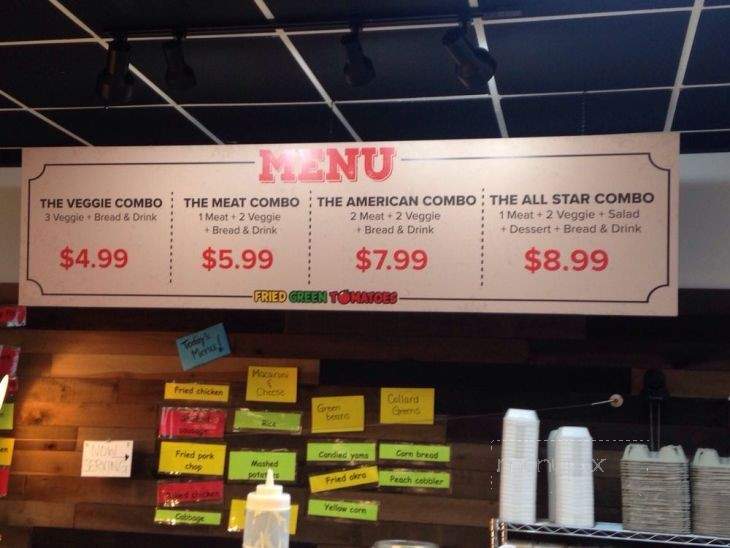 MENU
THE VEGGIE COMBO
3 Veggie + Bread & Drink
$4.99
THE MEAT COMBO
1 Meat + 2 Veggie
+ Bread & Drink
$5.99
THE AMERICAN COMBO
2 Meat + 2 Veggie
+ Bread & Drink
$7.99
THE ALL STAR COMBO
1 Meat + 2 Veggie + Salad
+ Dessert + Bread & Drink
$8.99
FRIED GREEN TOMATOES
Today's
Menu!
NOW
SERVING
Fried chicken
sausage
Fried pork
chop
Baked chicken
Cabbage
Macaroni
&
Cheese
Rice
Mashed
potatoes
Green
beans
Candied yams
Fried okra
Yellow corn
Collard
Greens
Corn bread
Peach cobbler